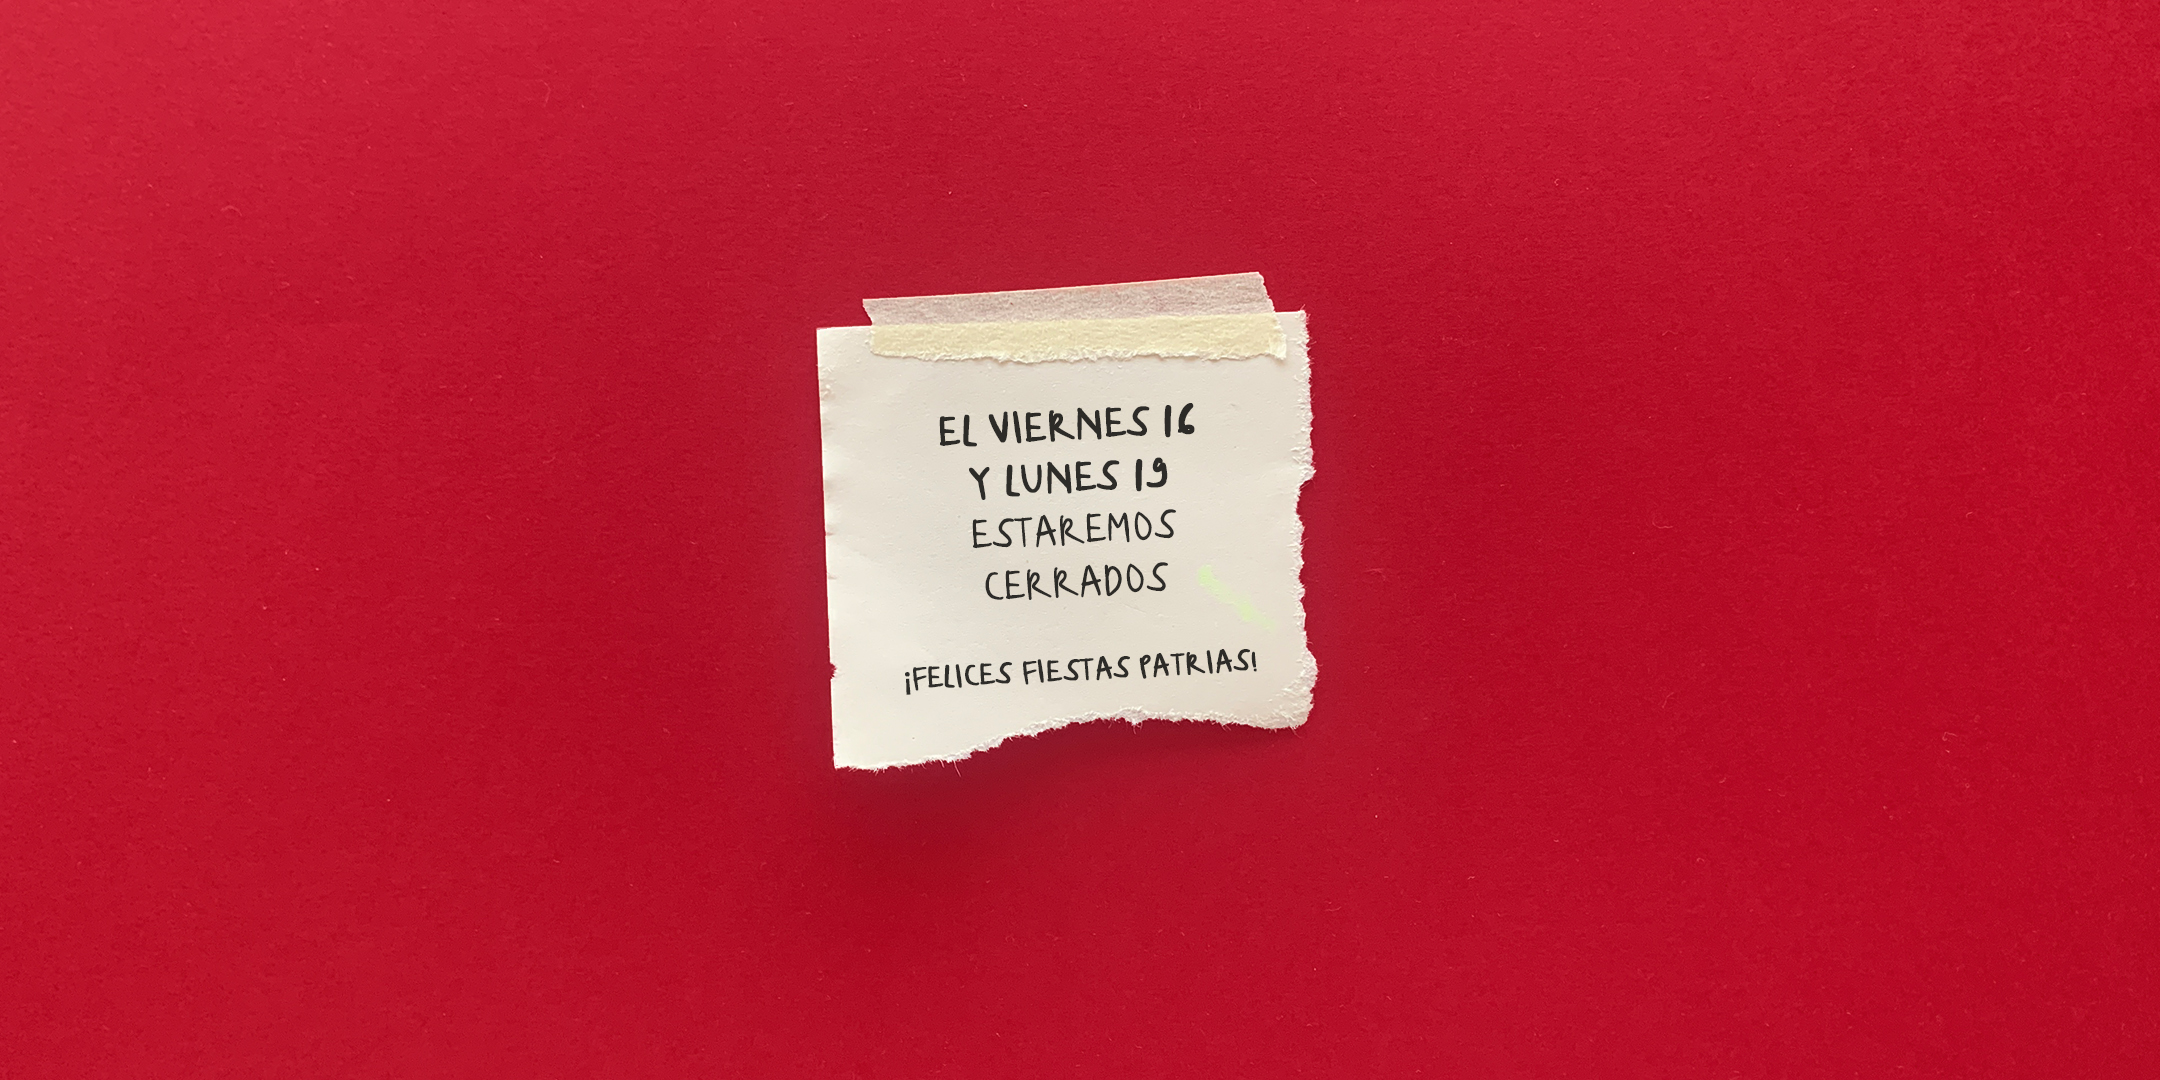 EL VIERNES 16
Y LUNES 19
ESTAREMOS
CERRADOS
¡FELICES FIESTAS PATRIAS!